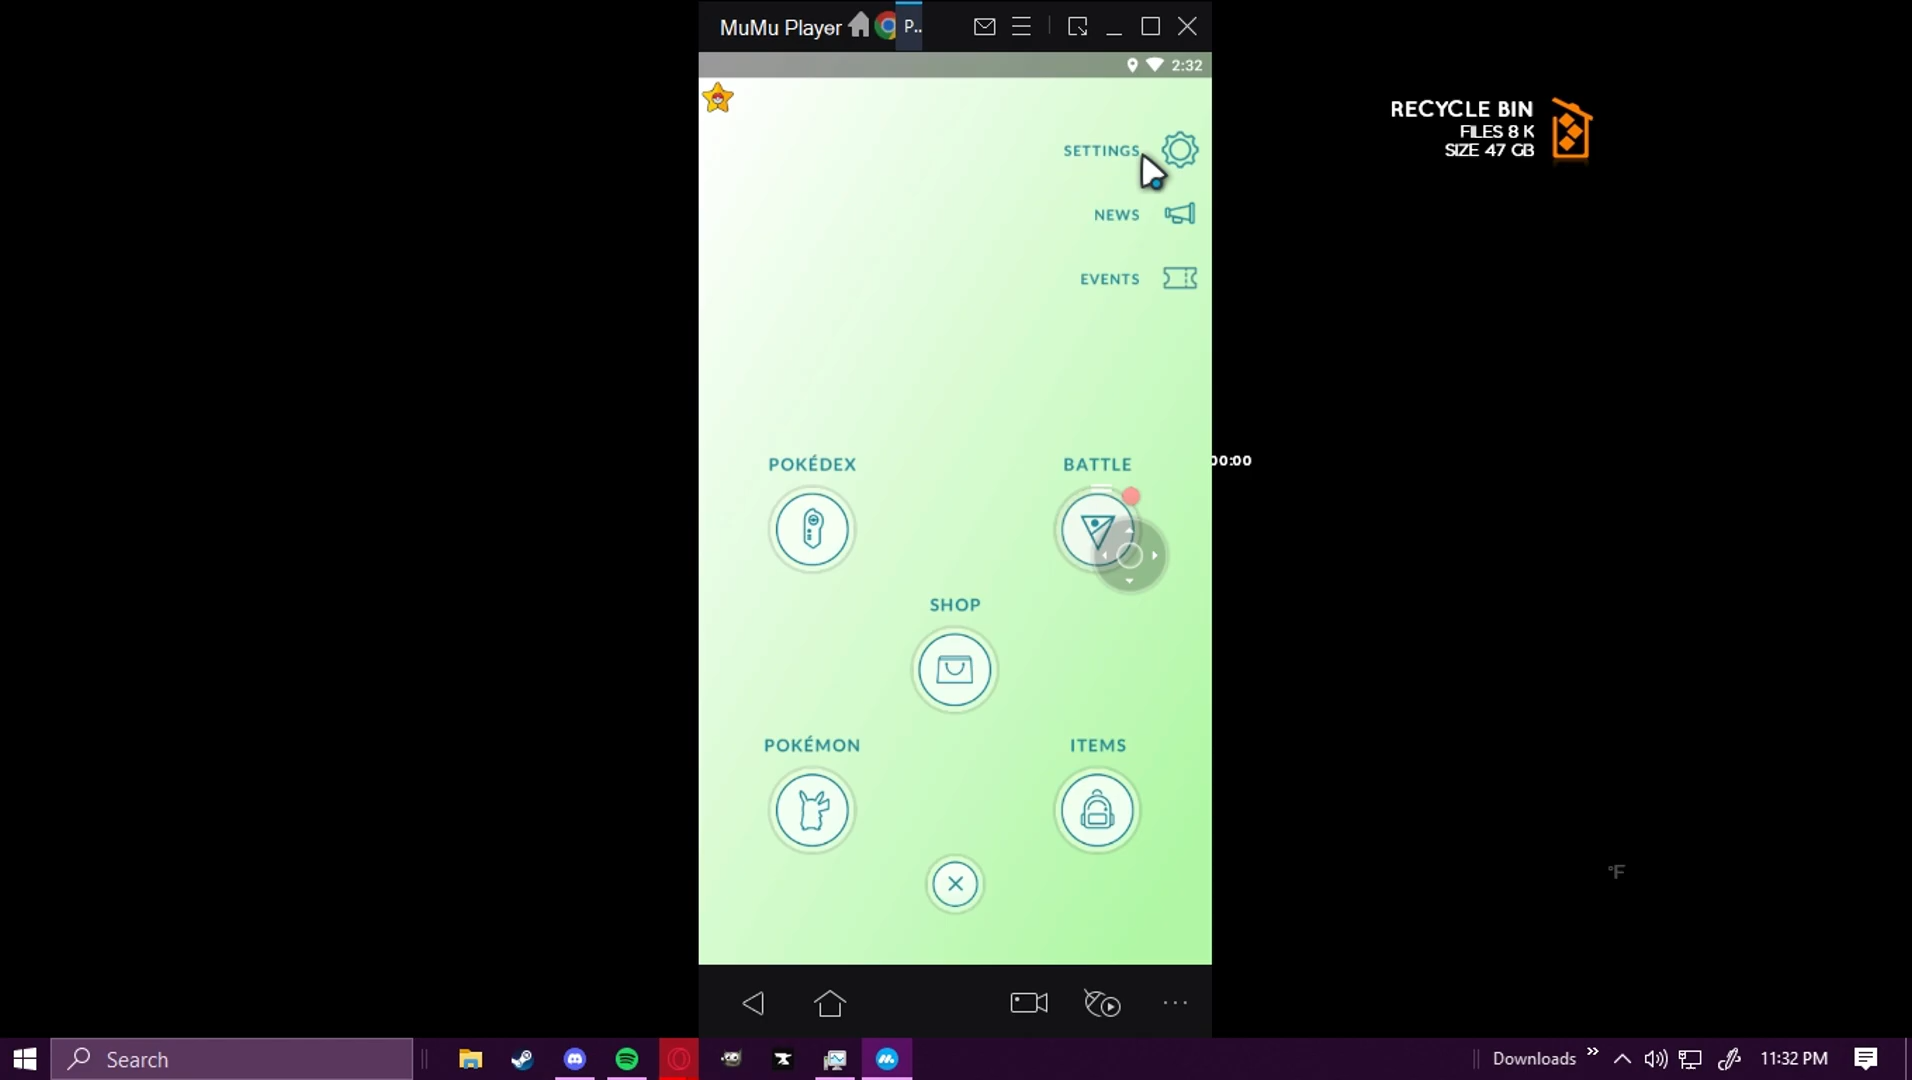 MuMu Player
P..
2:32
RECYCLE BIN
FILES 8 K
SIZE 47 GB
SETTINGS
NEWS
EVENTS
POKÉDEX
BATTLE
00:00
SHOP
POKÉMON
ITEMS
°F
Search
Downloads
11:32 PM